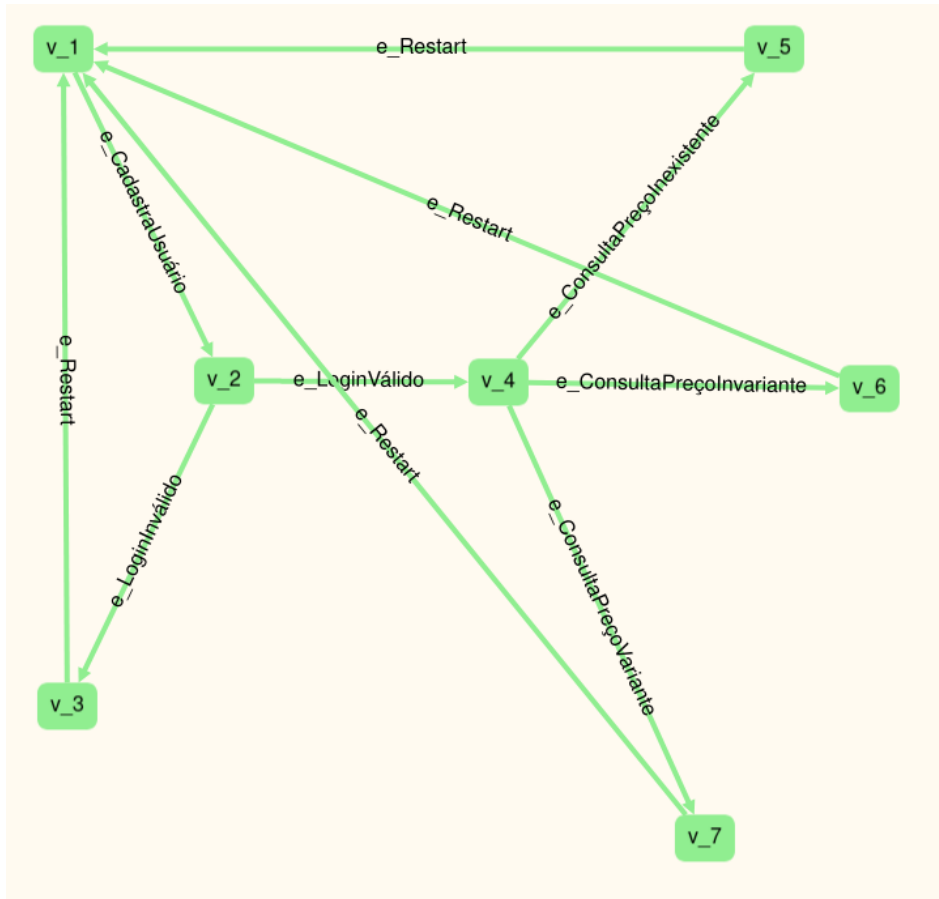 v_1
e_Restart
v_5
e_CadastraUsuário
e_ConsultaPreçoInexistente
e_Restart
e_Restart
v_2
e_LoginVálido
v_4
e_ConsultaPreçoInvariante
v_6
e_Restart
e_LoginInválido
e_ConsultaPreçoVariante
v_3
v_7